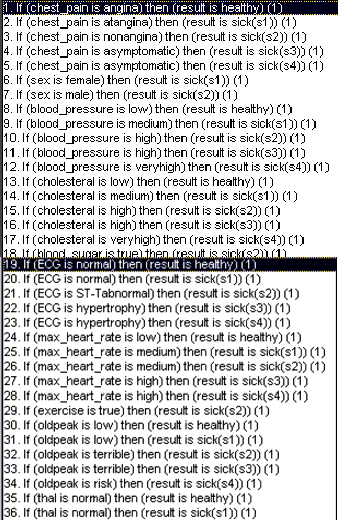 1. If (chest_pain is angina) then (result is healthy) (1)
2. If (chest_pain is atangina) then (result is sick(s1)) (1)
3. If (chest_pain is nonangina) then (result is sick(s2)) (1)
4. If (chest_pain is asymptomatic) then (result is sick(s3)) (1)
5. If (chest_pain is asymptomatic) then (result is sick(s4)) (1)
6. If (sex is female) then (result is sick(s1)) (1)
7. If (sex is male) then (result is sick(s2)) (1)
8. If (blood_pressure is low) then (result is healthy) (1)
9. If (blood_pressure is medium) then (result is sick(s1)) (1)
10. If (blood_pressure is high) then (result is sick(s2)) (1)
11. If (blood_pressure is high) then (result is sick(s3)) (1)
12. If (blood_pressure is veryhigh) then (result is sick(s4)) (1)
13. If (cholesteral is low) then (result is healthy) (1)
14. If (cholesteral is medium) then (result is sick(s1)) (1)
15. If (cholesteral is high) then (result is sick(s2)) (1)
16. If (cholesteral is high) then (result is sick(s3)) (1)
17. If (cholesteral is veryhigh) then (result is sick(s4)) (1)
18. If (blood_sugar is true) then (result is sick(s2)) (1)
19. If (ECG is normal) then (result is healthy) (1)
20. If (ECG is normal) then (result is sick(s1)) (1)
21. If (ECG is ST-Tabnormal) then (result is sick(s2)) (1)
22. If (ECG is hypertrophy) then (result is sick(s3)) (1)
23. If (ECG is hypertrophy) then (result is sick(s4)) (1)
24. If (max_heart_rate is low) then (result is healthy) (1)
25. If (max_heart_rate is medium) then (result is sick(s1)) (1)
26. If (max_heart_rate is medium) then (result is sick(s2)) (1)
27. If (max_heart_rate is high) then (result is sick(s3)) (1)
28. If (max_heart_rate is high) then (result is sick(s4)) (1)
29. If (exercise is true) then (result is sick(s2)) (1)
30. If (oldpeak is low) then (result is healthy) (1)
31. If (oldpeak is low) then (result is sick(s1)) (1)
32. If (oldpeak is terrible) then (result is sick(s2)) (1)
33. If (oldpeak is terrible) then (result is sick(s3)) (1)
34. If (oldpeak is risk) then (result is sick(s4)) (1)
35. If (thal is normal) then (result is healthy) (1)
36. If (thal is normal) then (result is sick(s1)) (1)